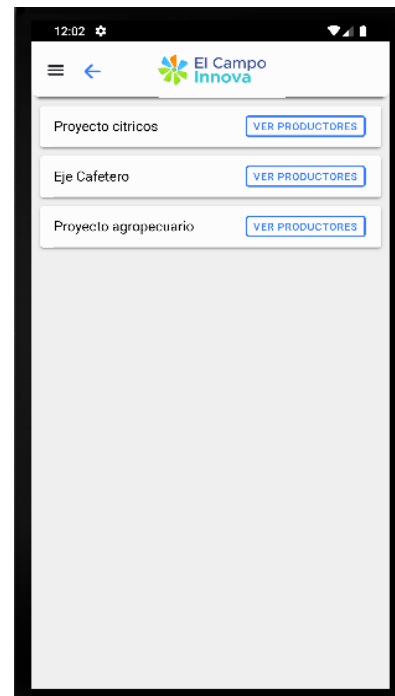 12:02
El Campo
Innova
Proyecto citricos VER PRODUCTORES
Eje Cafetero VER PRODUCTORES
Proyecto agropecuario VER PRODUCTORES